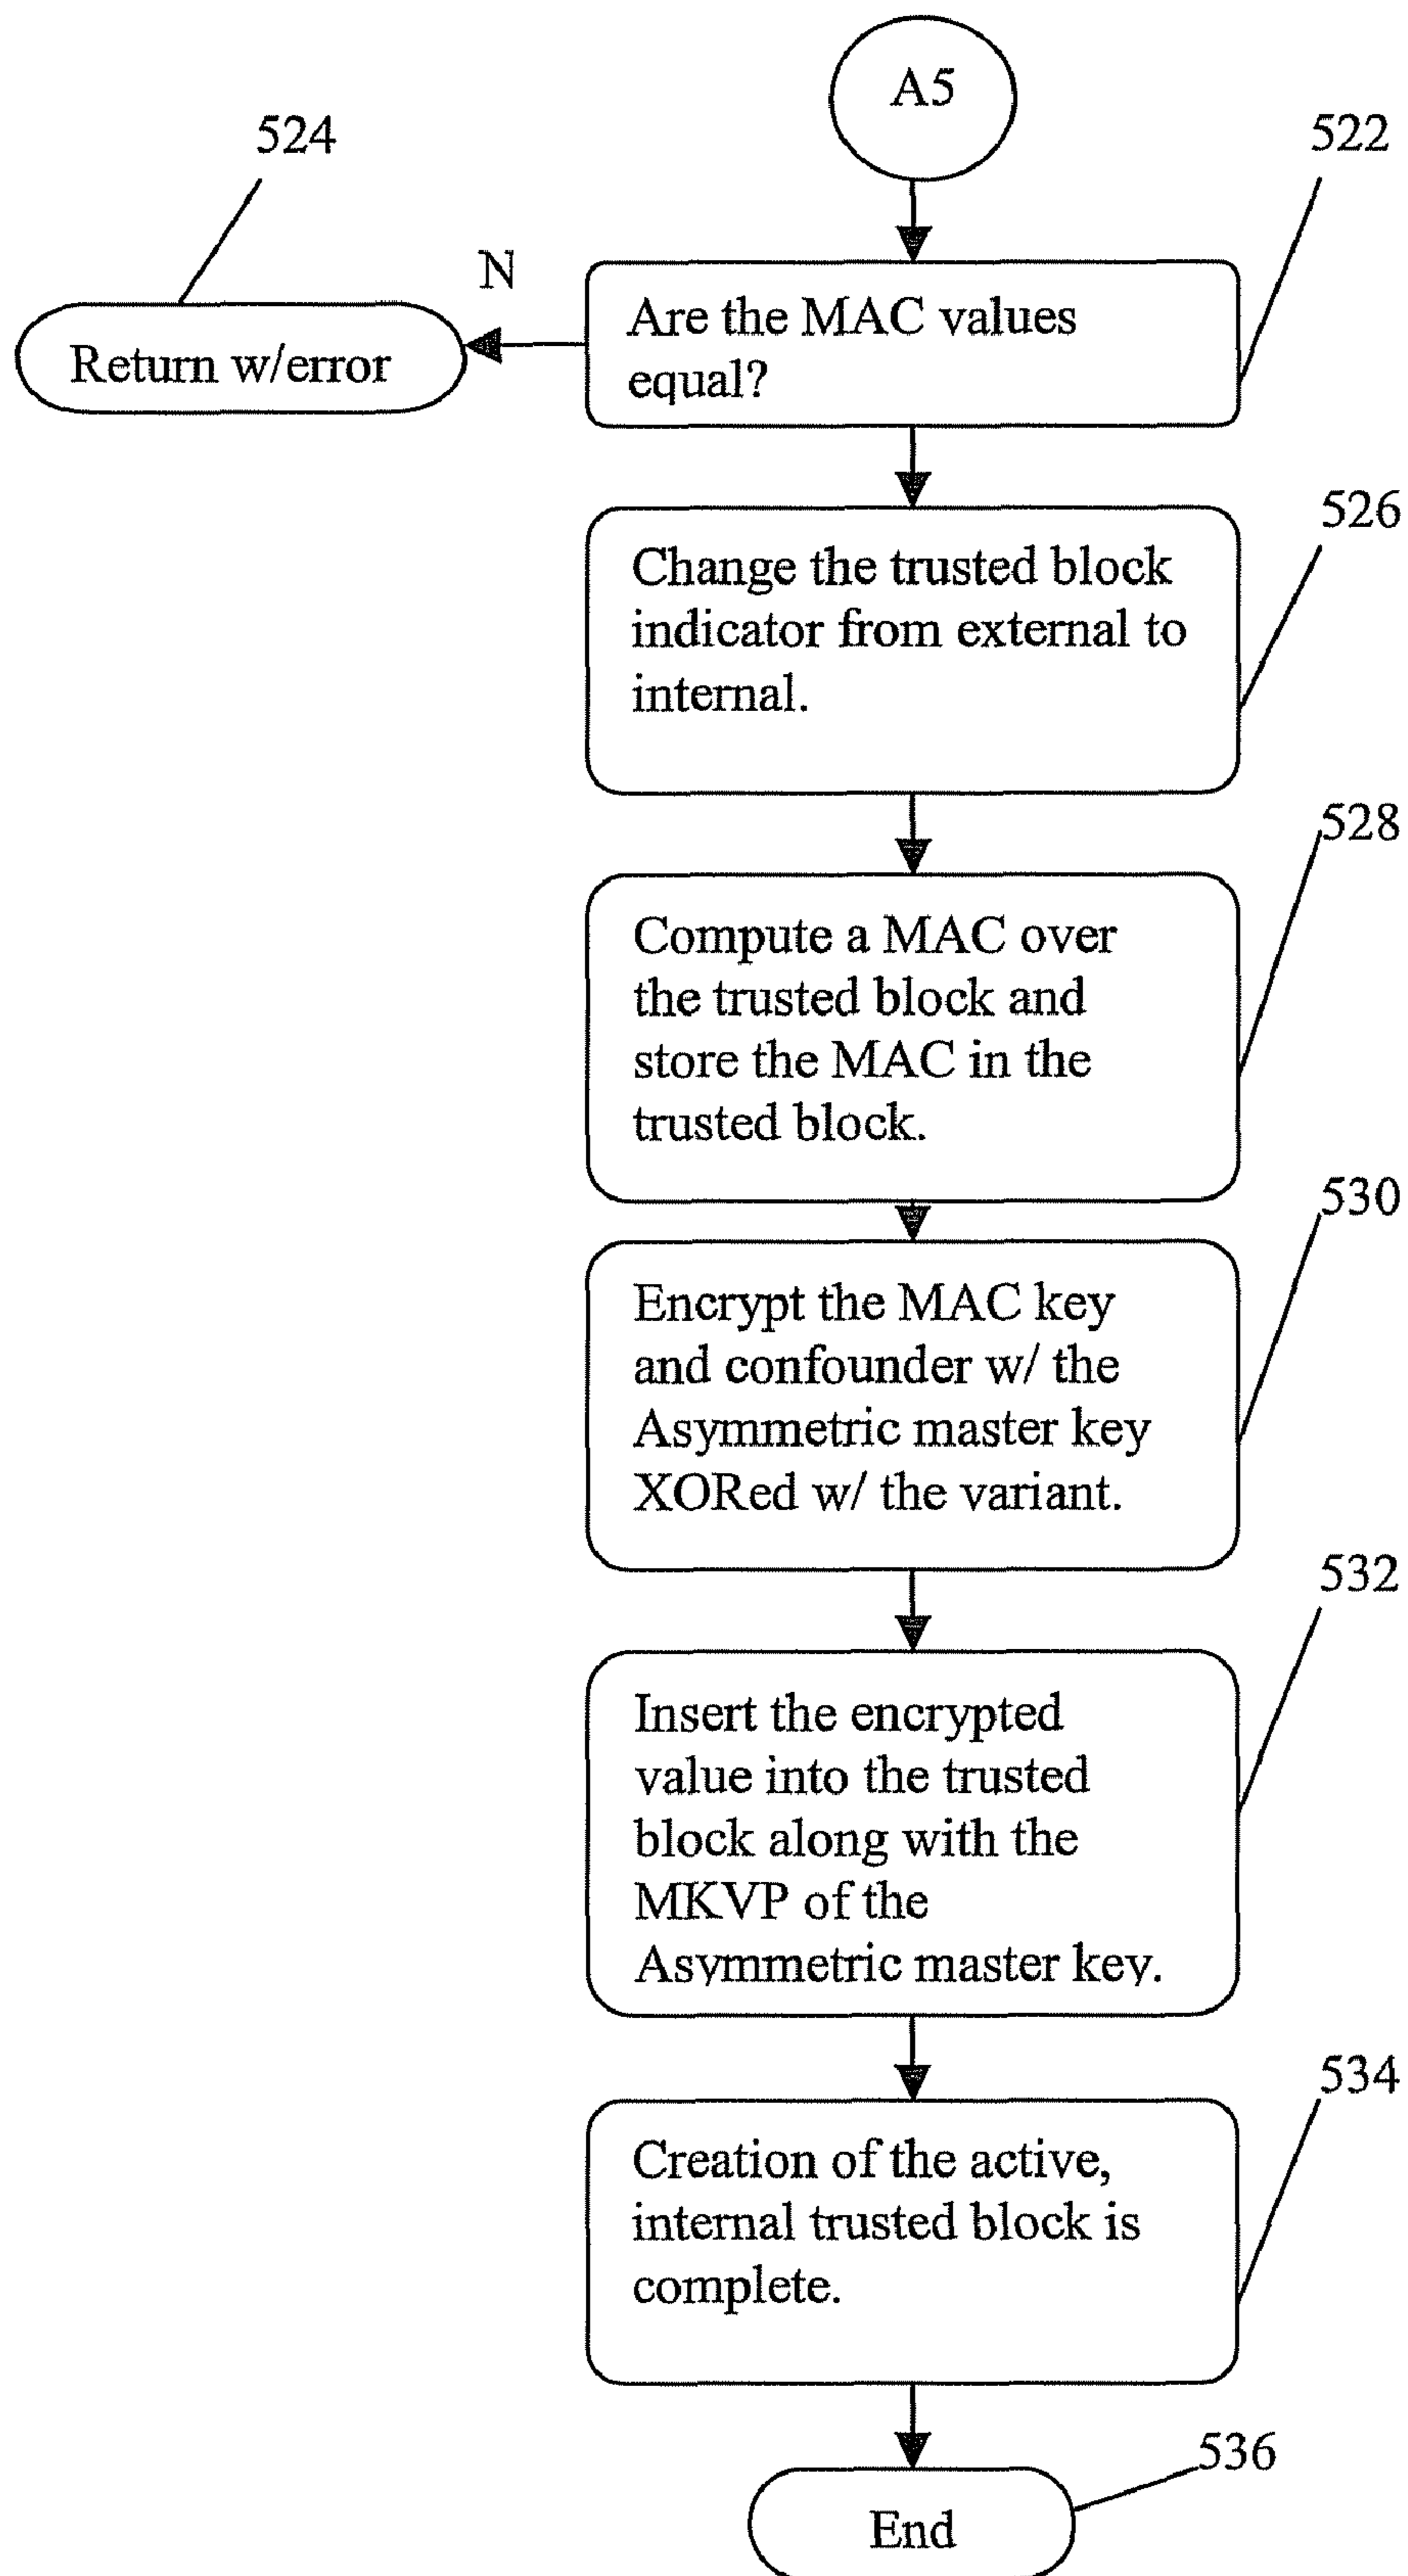 A5
524
522
N
Are the MAC values
equal?
Return w/error
526
Change the trusted block
indicator from external to
internal.
528
Compute a MAC over
the trusted block and
store the MAC in the
trusted block.
530
Encrypt the MAC key
and confounder w/ the
Asymmetric master key
XORed w/ the variant.
532
Insert the encrypted
value into the trusted
block along with the
MKVP of the
Asymmetric master key.
534
Creation of the active,
internal trusted block is
complete.
536
End